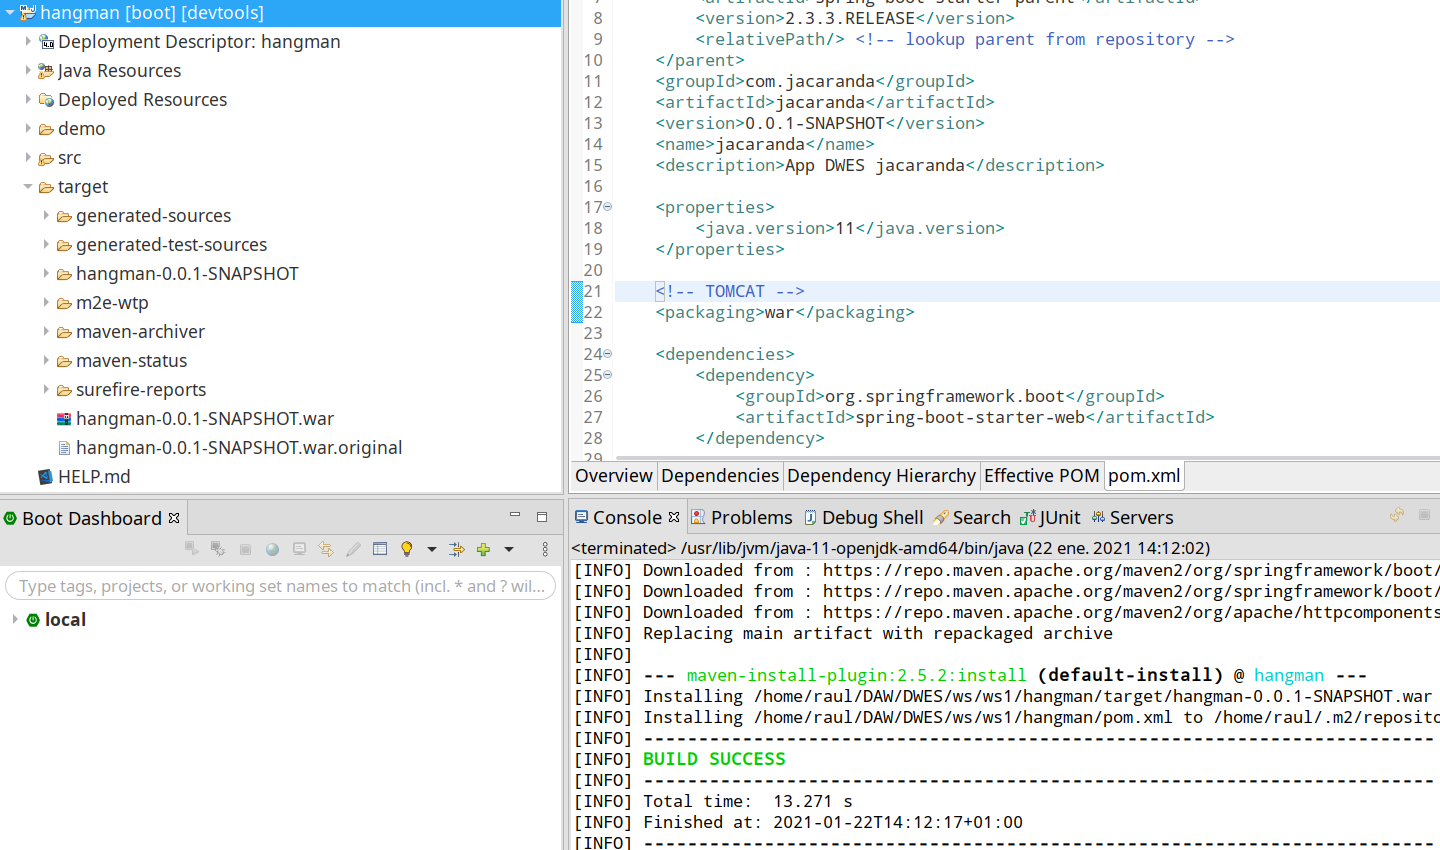 hangman [boot] [devtools]
Deployment Descriptor: hangman
Java Resources
Deployed Resources
demo
src
target
generated-sources
generated-test-sources
hangman-0.0.1-SNAPSHOT
m2e-wtp
maven-archiver
maven-status
surefire-reports
hangman-0.0.1-SNAPSHOT.war
hangman-0.0.1-SNAPSHOT.war.original
HELP.md
Boot Dashboard
Type tags, projects, or working set names to match (incl. * and ? wil...
local
7 <artifactId>spring-boot-starter-parent</artifactId>
8 <version>2.3.3.RELEASE</version>
9 <relativePath/> <!-- lookup parent from repository -->
10 </parent>
11 <groupId>com.jacaranda</groupId>
12 <artifactId>jacaranda</artifactId>
13 <version>0.0.1-SNAPSHOT</version>
14 <name>jacaranda</name>
15 <description>App DWES jacaranda</description>
16
17 <properties>
18 <java.version>11</java.version>
19 </properties>
20
21 <!-- TOMCAT -->
22 <packaging>war</packaging>
23
24 <dependencies>
25 <dependency>
26 <groupId>org.springframework.boot</groupId>
27 <artifactId>spring-boot-starter-web</artifactId>
28 </dependency>
29
Overview Dependencies Dependency Hierarchy Effective POM pom.xml
Console Problems Debug Shell Search JUnit Servers
<terminated> /usr/lib/jvm/java-11-openjdk-amd64/bin/java (22 ene. 2021 14:12:02)
[INFO] Downloaded from : https://repo.maven.apache.org/maven2/org/springframework/boot/
[INFO] Downloaded from : https://repo.maven.apache.org/maven2/org/springframework/boot/
[INFO] Downloaded from : https://repo.maven.apache.org/maven2/org/apache/httpcomponents
[INFO] Replacing main artifact with repackaged archive
[INFO]
[INFO] --- maven-install-plugin:2.5.2:install (default-install) @ hangman ---
[INFO] Installing /home/raul/DAW/DWES/ws/ws1/hangman/target/hangman-0.0.1-SNAPSHOT.war
[INFO] Installing /home/raul/DAW/DWES/ws/ws1/hangman/pom.xml to /home/raul/.m2/reposito
[INFO] ------------------------------------------------------------------------
[INFO] BUILD SUCCESS
[INFO] ------------------------------------------------------------------------
[INFO] Total time:  13.271 s
[INFO] Finished at: 2021-01-22T14:12:17+01:00
[INFO] ------------------------------------------------------------------------